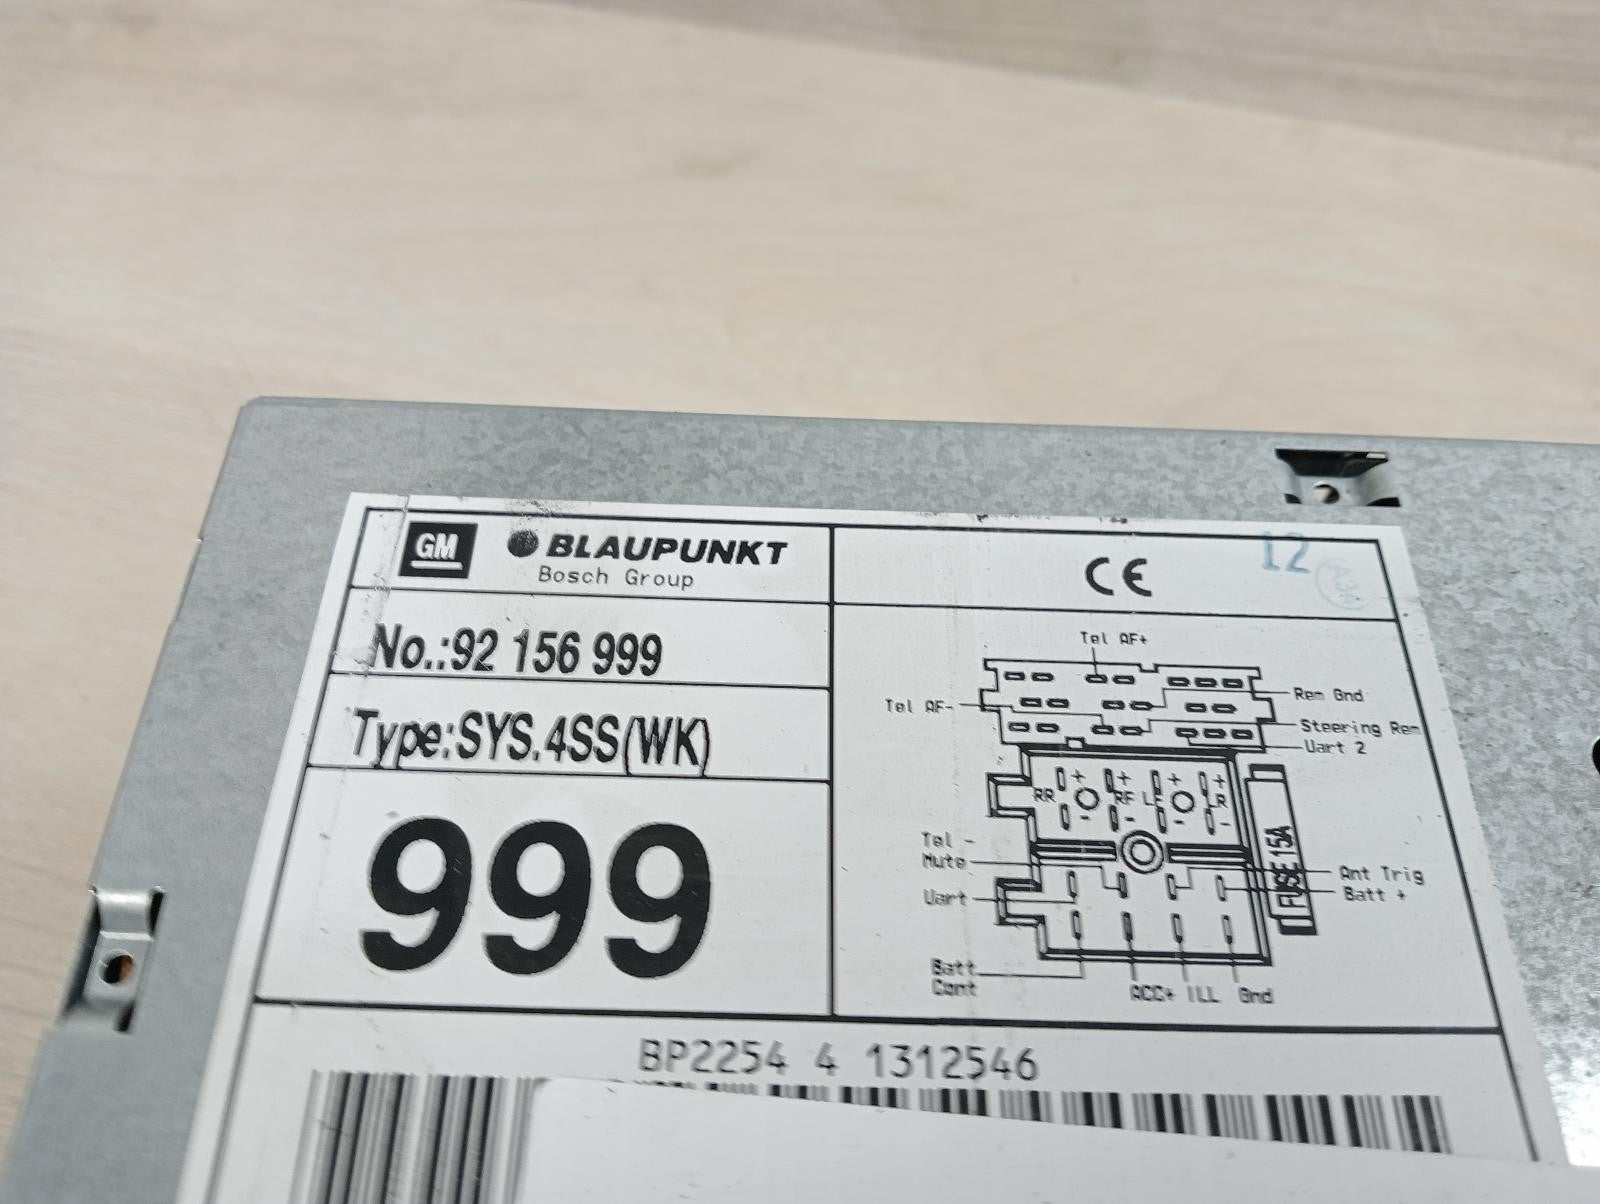 GM
BLAUPUNKT
Bosch Group
CE
12
No.:92 156 999
Type:SYS.4SS(WK)
999
Tel AF+
Tel AF-
Rem Gnd
Steering Rem
Uart 2
RR + RF + LF + LR +
- - - -
FUSE 15A
Tel -
Mute
Uart
Ant Trig
Batt +
Batt
Cont
ACC+ ILL Gnd
BP2254 4 1312546